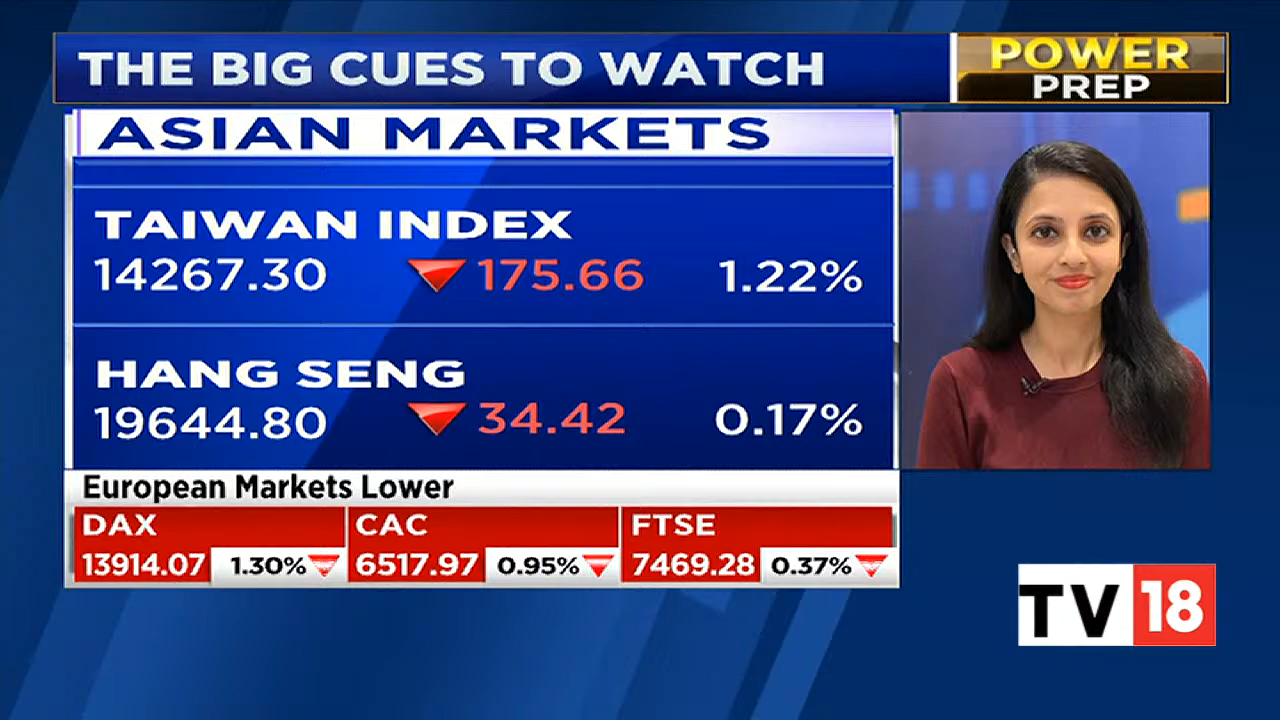 THE BIG CUES TO WATCH
POWER
PREP
ASIAN MARKETS
TAIWAN INDEX
14267.30 175.66 1.22%
HANG SENG
19644.80 34.42 0.17%
European Markets Lower
DAX CAC FTSE
13914.07 1.30% 6517.97 0.95% 7469.28 0.37%
TV18